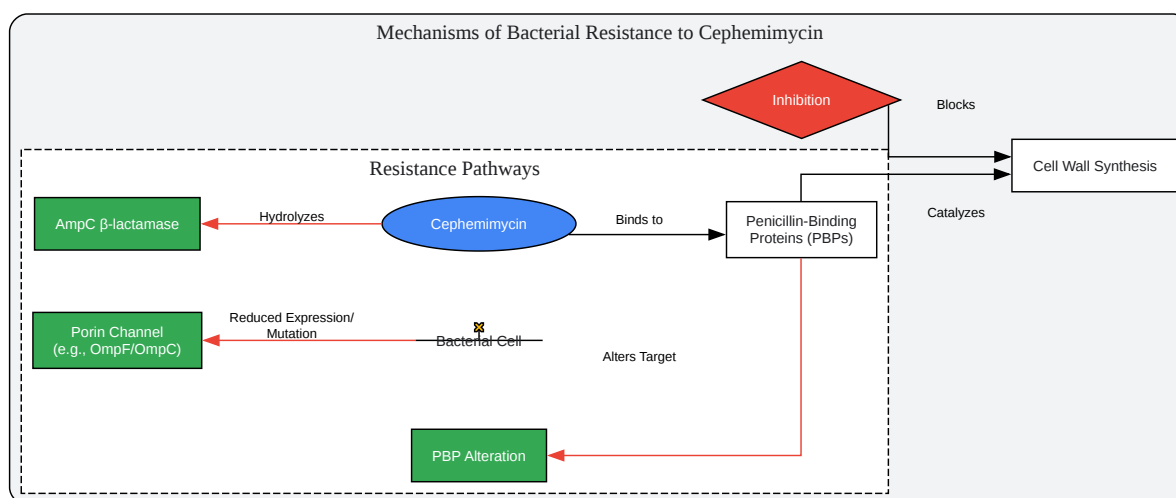 Mechanisms of Bacterial Resistance to Cephemimycin
Inhibition
Blocks
Cell Wall Synthesis
Catalyzes
Resistance Pathways
AmpC β-lactamase
Hydrolyzes
Cephemimycin
Binds to
Penicillin-Binding
Proteins (PBPs)
Porin Channel
(e.g., OmpF/OmpC)
Reduced Expression/
Mutation
Bacterial Cell
Alters Target
PBP Alteration